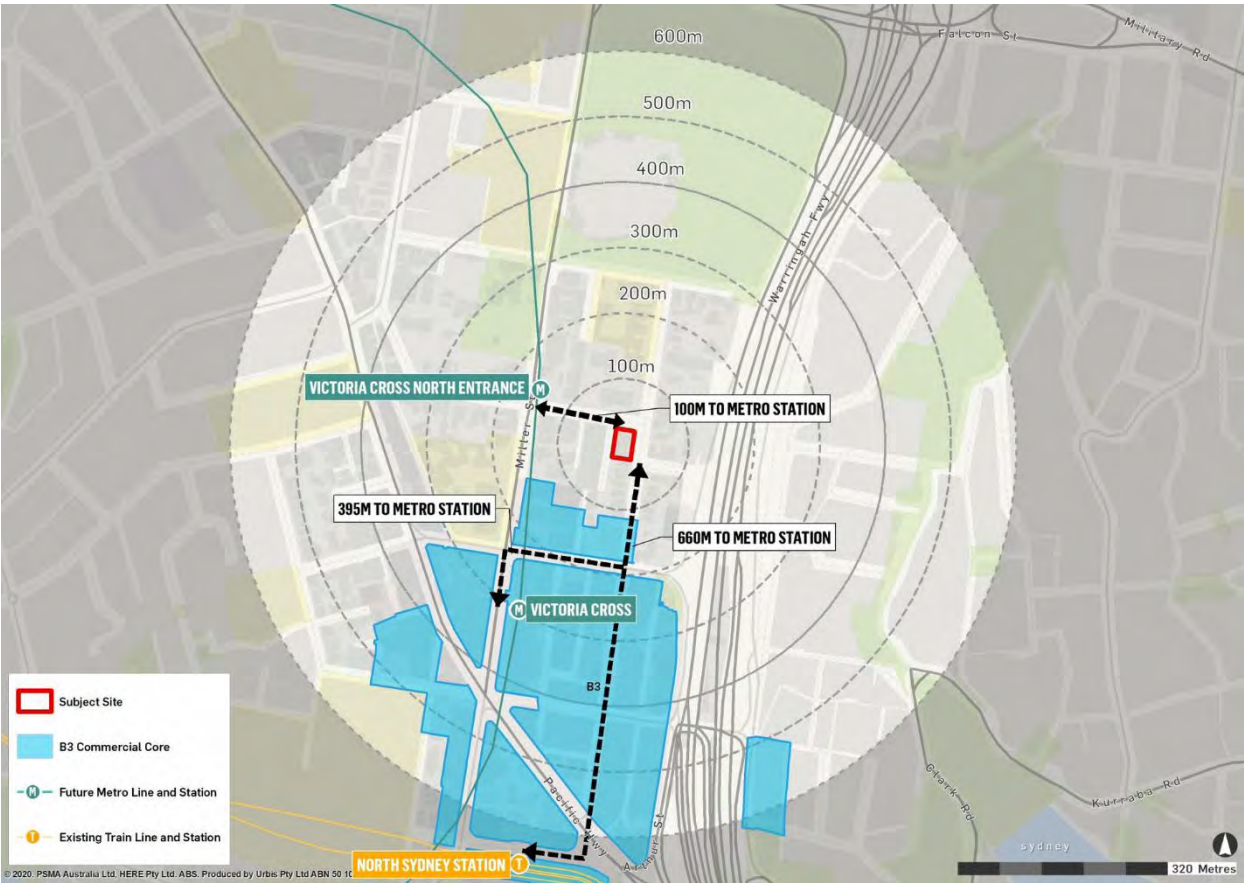 600m
Falcon St
Military Rd
500m
400m
Warringah Fwy
300m
200m
100m
VICTORIA CROSS NORTH ENTRANCE
M
100M TO METRO STATION
Miller St
395M TO METRO STATION
660M TO METRO STATION
M
VICTORIA CROSS
B3
Subject Site
B3 Commercial Core
M
Future Metro Line and Station
T
Existing Train Line and Station
Pacific Hwy
Arthur St
Clark Rd
Kurraba Rd
sydney
NORTH SYDNEY STATION
T
320 Metres
© 2020. PSMA Australia Ltd, HERE Pty Ltd. ABS. Produced by Urbis Pty Ltd ABN 50 10